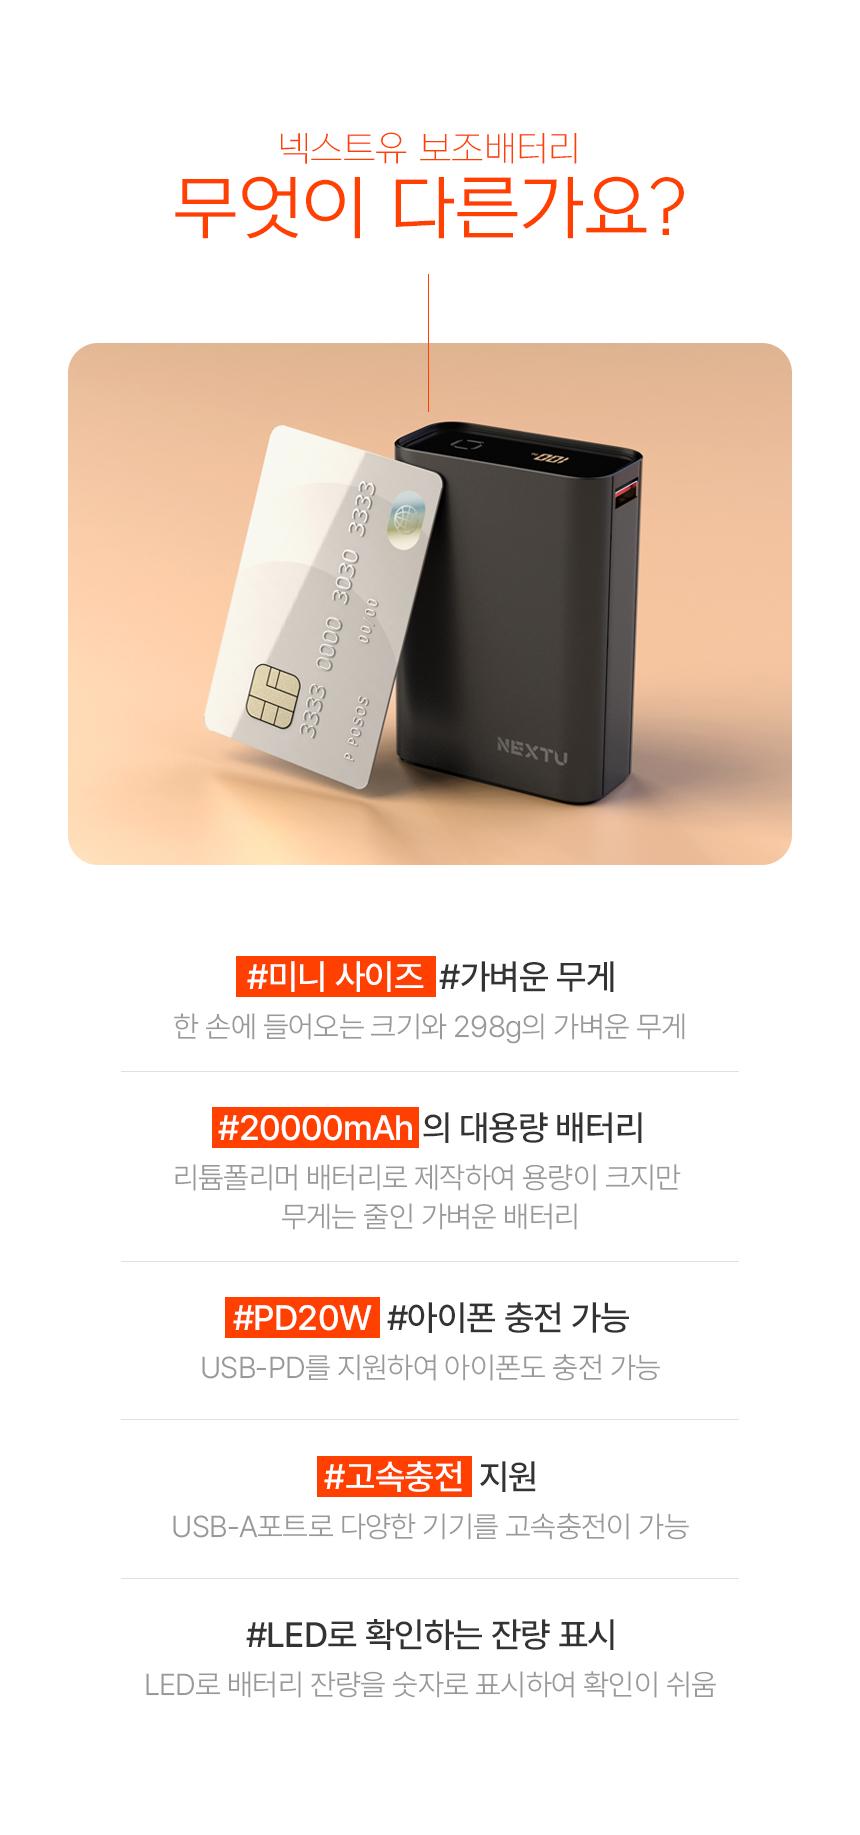 넥스트유 보조배터리
무엇이 다른가요?
100%
3333 0000 3030 3333
00/00
P POSOS
NEXTU
#미니 사이즈 #가벼운 무게
한 손에 들어오는 크기와 298g의 가벼운 무게
#20000mAh의 대용량 배터리
리튬폴리머 배터리로 제작하여 용량이 크지만
무게는 줄인 가벼운 배터리
#PD20W #아이폰 충전 가능
USB-PD를 지원하여 아이폰도 충전 가능
#고속충전 지원
USB-A포트로 다양한 기기를 고속충전이 가능
#LED로 확인하는 잔량 표시
LED로 배터리 잔량을 숫자로 표시하여 확인이 쉬움